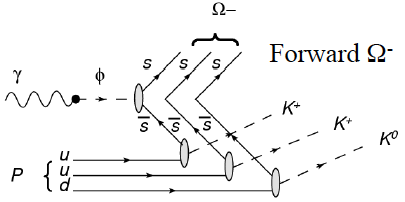 Ω−
Forward Ω-
γ
ϕ
s s s
s̅ s̅ s̅
K+
K+
K0
P { u
u
d